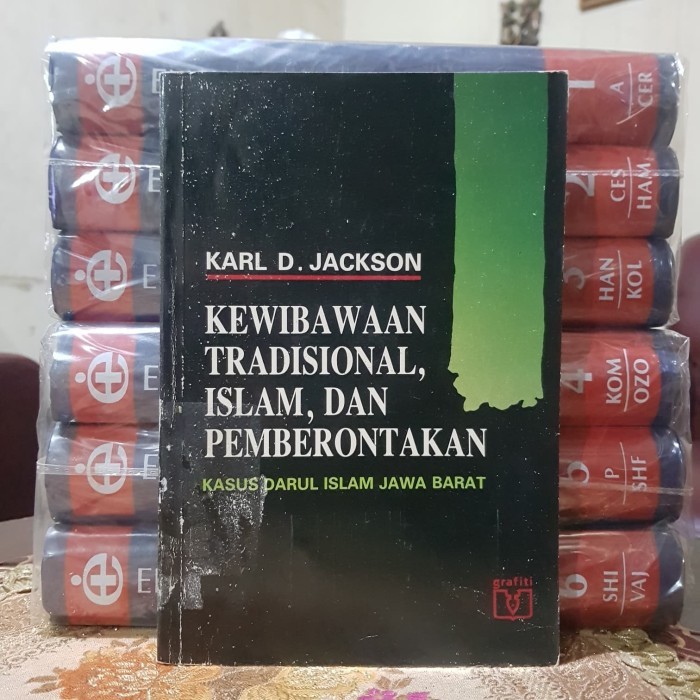 KARL D. JACKSON
KEWIBAWAAN
TRADISIONAL,
ISLAM, DAN
PEMBERONTAKAN
KASUS DARUL ISLAM JAWA BARAT
grafiti
E
1
A
CER
E
2
CES
HAM
E
3
HAN
KOL
E
4
KOM
OZO
E
5
P
SHF
6
SHI
VAJ